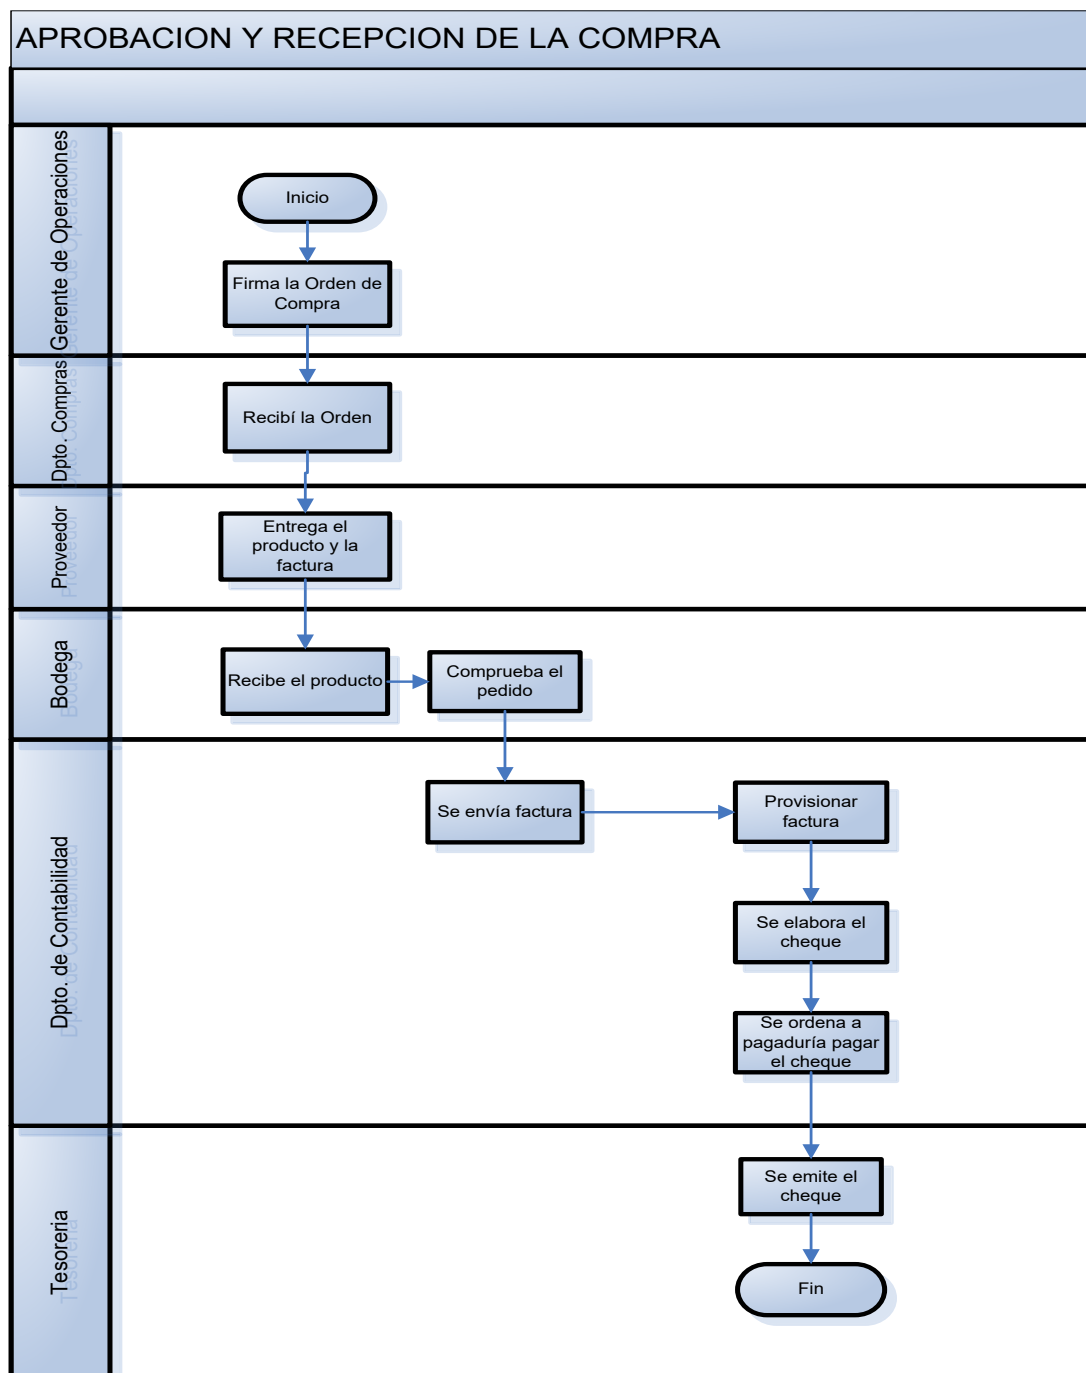 APROBACION Y RECEPCION DE LA COMPRA
Gerente de Operaciones
Inicio
Firma la Orden de
Compra
Dpto. Compras
Recibí la Orden
Proveedor
Entrega el
producto y la
factura
Bodega
Recibe el producto
Comprueba el
pedido
Dpto. de Contabilidad
Se envía factura
Provisionar
factura
Se elabora el
cheque
Se ordena a
pagaduría pagar
el cheque
Tesoreria
Se emite el
cheque
Fin